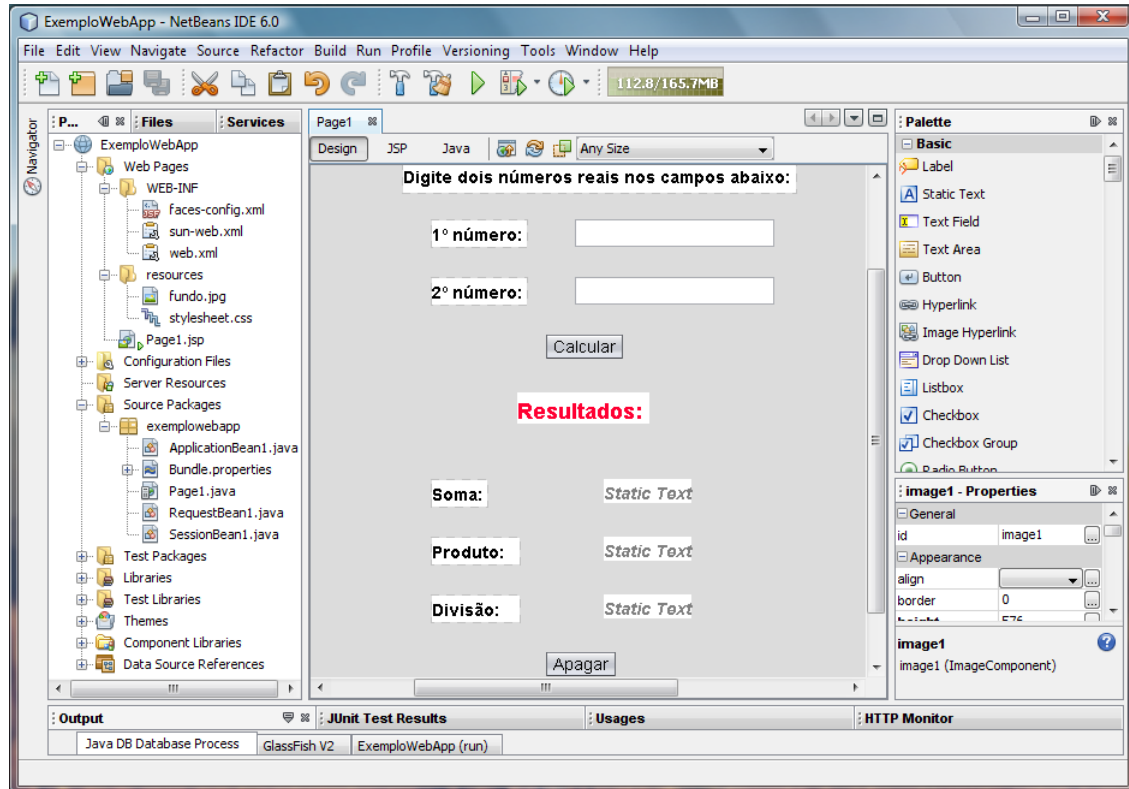 ExemploWebApp - NetBeans IDE 6.0
File Edit View Navigate Source Refactor Build Run Profile Versioning Tools Window Help
112.8/165.7MB
Navigator
P... Files Services
ExemploWebApp
Web Pages
WEB-INF
faces-config.xml
sun-web.xml
web.xml
resources
fundo.jpg
stylesheet.css
Page1.jsp
Configuration Files
Server Resources
Source Packages
exemplowebapp
ApplicationBean1.java
Bundle.properties
Page1.java
RequestBean1.java
SessionBean1.java
Test Packages
Libraries
Test Libraries
Themes
Component Libraries
Data Source References
Page1
Design JSP Java Any Size
Digite dois números reais nos campos abaixo:
1º número:
2º número:
Calcular
Resultados:
Soma: Static Text
Produto: Static Text
Divisão: Static Text
Apagar
Palette
Basic
Label
Static Text
Text Field
Text Area
Button
Hyperlink
Image Hyperlink
Drop Down List
Listbox
Checkbox
Checkbox Group
Radio Button
image1 - Properties
General
id image1
Appearance
align
border 0
height 576
image1
image1 (ImageComponent)
Output JUnit Test Results Usages HTTP Monitor
Java DB Database Process GlassFish V2 ExemploWebApp (run)